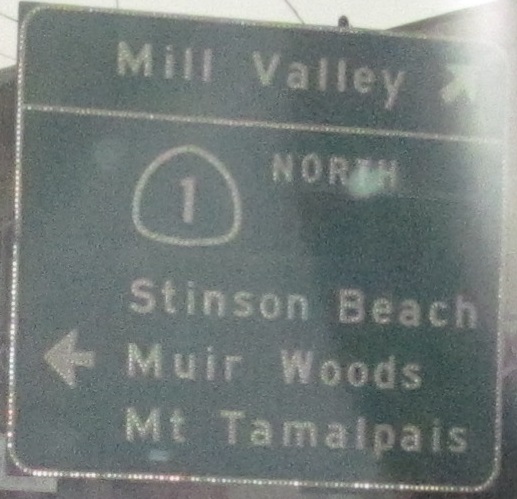 Mill Valley
1 NORTH
Stinson Beach
Muir Woods
Mt Tamalpais